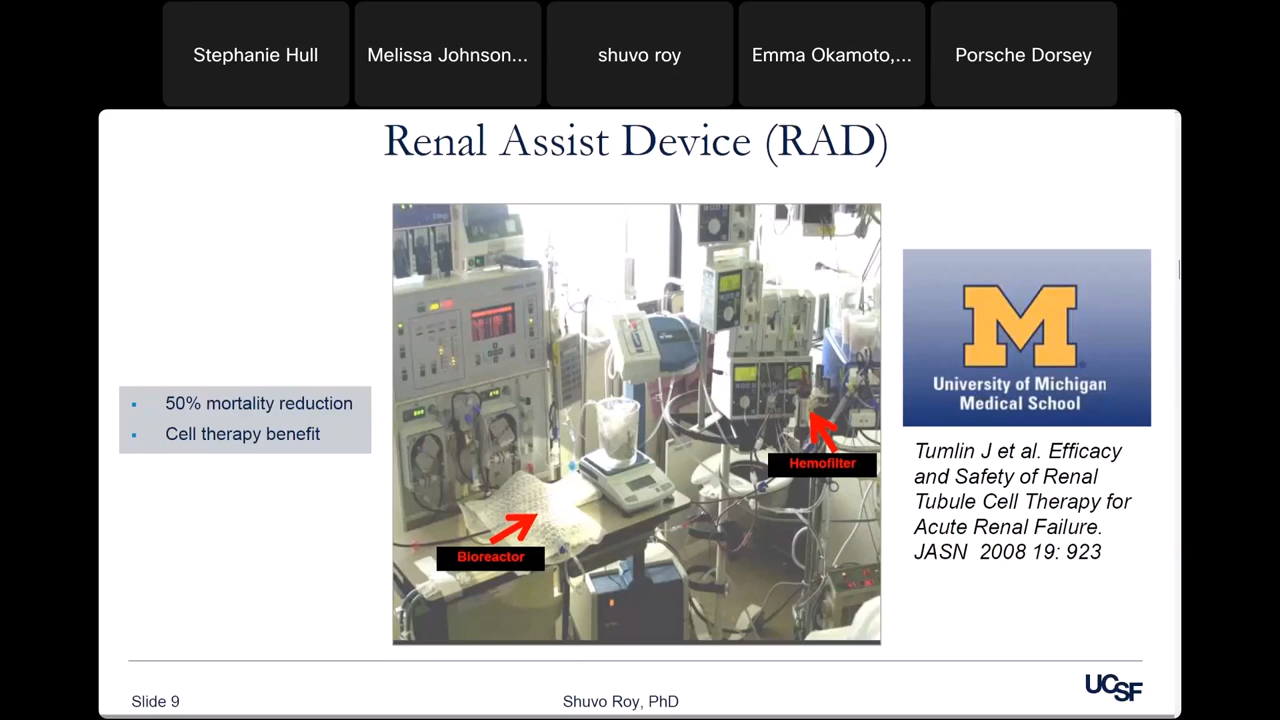 Stephanie Hull
Melissa Johnson...
shuvo roy
Emma Okamoto,...
Porsche Dorsey
Renal Assist Device (RAD)
50% mortality reduction
Cell therapy benefit
Bioreactor
Hemofilter
M
University of Michigan
Medical School
Tumlin J et al. Efficacy
and Safety of Renal
Tubule Cell Therapy for
Acute Renal Failure.
JASN 2008 19: 923
Slide 9
Shuvo Roy, PhD
UCSF